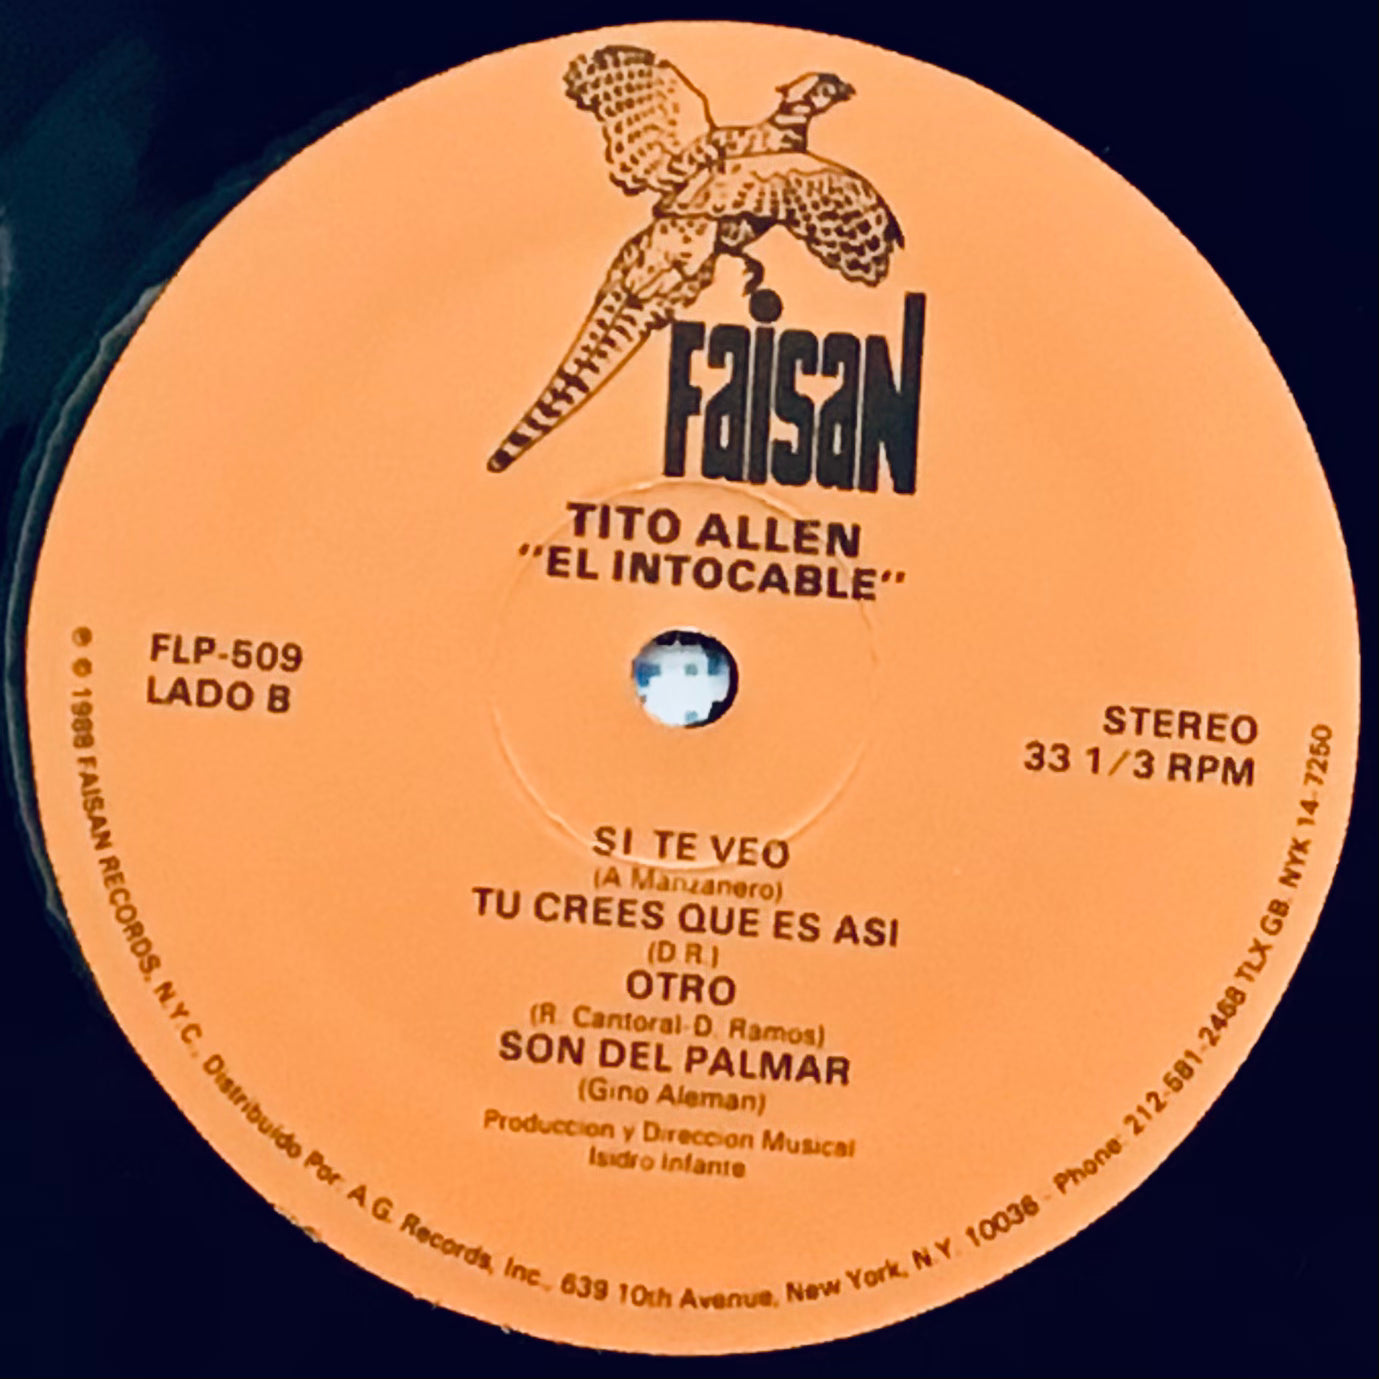 FaisaN
TITO ALLEN
"EL INTOCABLE"
FLP-509
LADO B
STEREO
33 1/3 RPM
SI TE VEO
(A Manzanero)
TU CREES QUE ES ASI
(D.R.)
OTRO
(R. Cantoral-D. Ramos)
SON DEL PALMAR
(Gino Aleman)
Produccion y Direccion Musical
Isidro Infante
℗ © 1988 FAISAN RECORDS, N.Y.C. Distribuido Por: A.G. Records, Inc., 639 10th Avenue, New York, N.Y. 10036 - Phone: 212-581-2468 TLX GB. NYK 14-7250